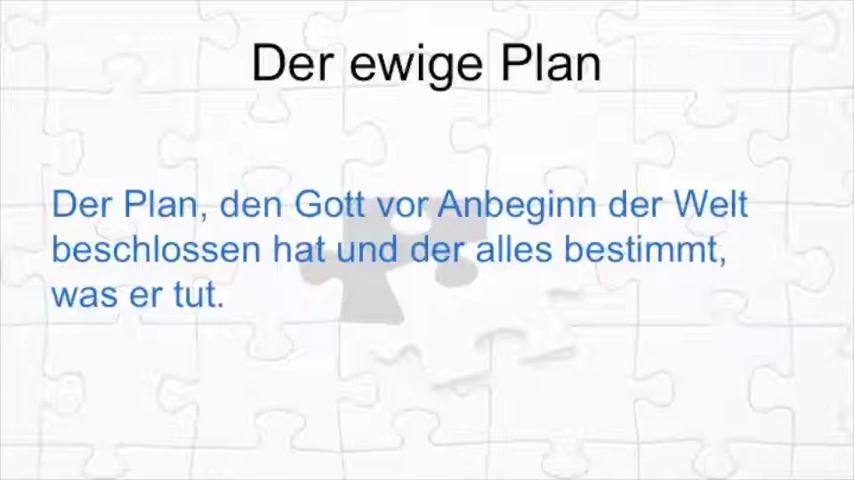 Der ewige Plan
Der Plan, den Gott vor Anbeginn der Welt
beschlossen hat und der alles bestimmt,
was er tut.